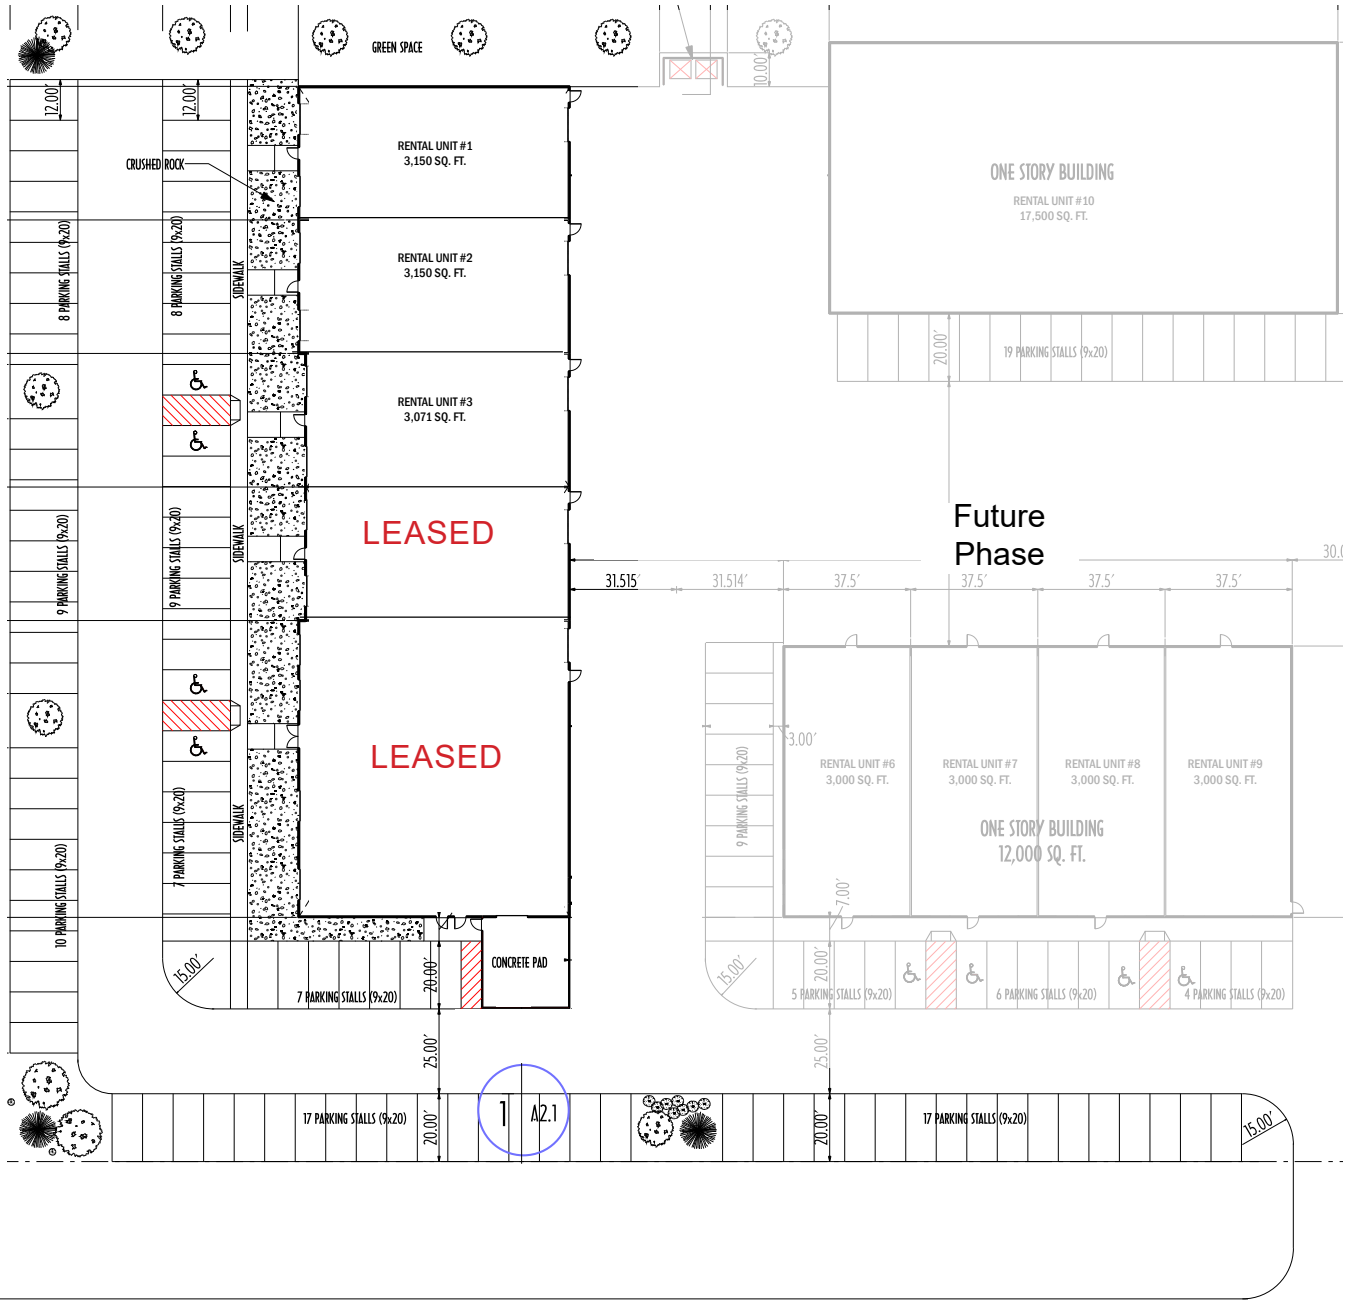 GREEN SPACE
10.00'
12.00'
12.00'
CRUSHED ROCK
RENTAL UNIT #1
3,150 SQ. FT.
ONE STORY BUILDING
RENTAL UNIT #10
17,500 SQ. FT.
8 PARKING STALLS (9x20)
8 PARKING STALLS (9x20)
SIDEWALK
RENTAL UNIT #2
3,150 SQ. FT.
20.00'
19 PARKING STALLS (9x20)
RENTAL UNIT #3
3,071 SQ. FT.
9 PARKING STALLS (9x20)
9 PARKING STALLS (9x20)
SIDEWALK
LEASED
Future
Phase
30.0
31.515'
31.514'
37.5'
37.5'
37.5'
37.5'
LEASED
3.00'
9 PARKING STALLS (9x20)
RENTAL UNIT #6
3,000 SQ. FT.
RENTAL UNIT #7
3,000 SQ. FT.
RENTAL UNIT #8
3,000 SQ. FT.
RENTAL UNIT #9
3,000 SQ. FT.
ONE STORY BUILDING
12,000 SQ. FT.
10 PARKING STALLS (9x20)
7 PARKING STALLS (9x20)
SIDEWALK
7.00'
15.00'
7 PARKING STALLS (9x20)
20.00'
CONCRETE PAD
15.00'
20.00'
5 PARKING STALLS (9x20)
6 PARKING STALLS (9x20)
4 PARKING STALLS (9x20)
25.00'
25.00'
17 PARKING STALLS (9x20)
20.00'
1
A2.1
20.00'
17 PARKING STALLS (9x20)
15.00'